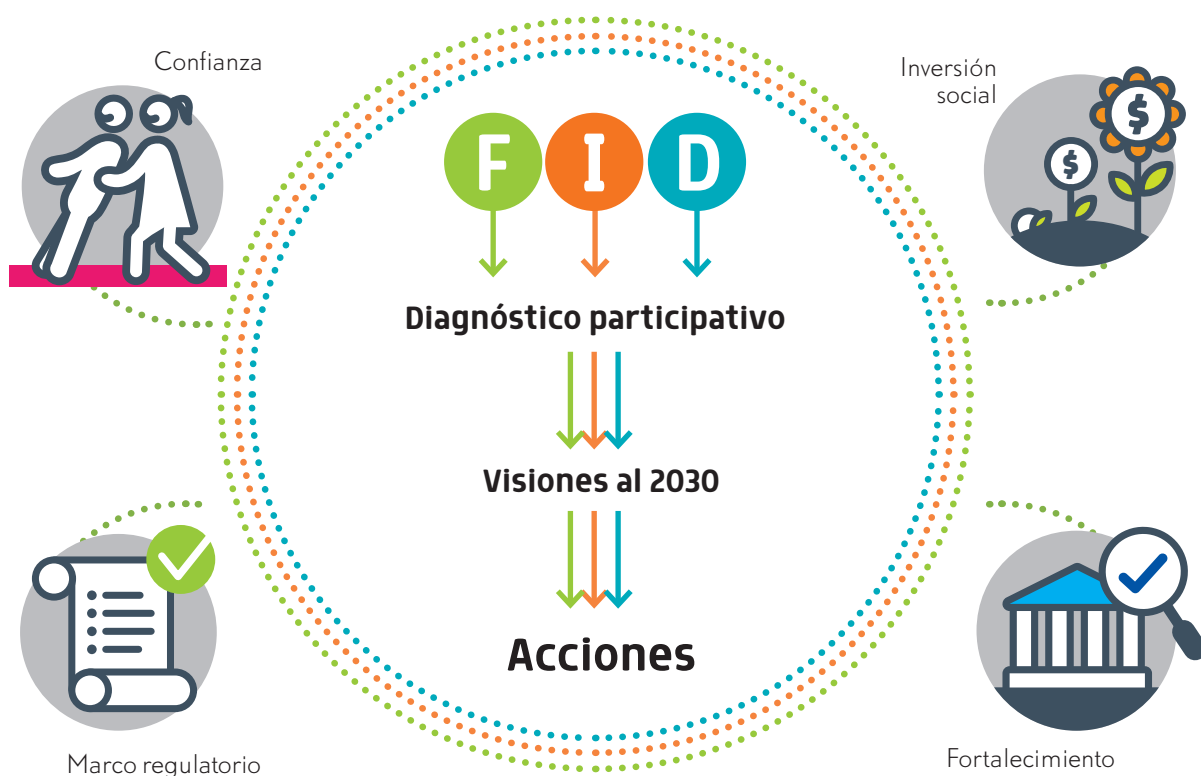 Confianza
Inversión
social
F I D
$
$
Diagnóstico participativo
Visiones al 2030
Acciones
Marco regulatorio
Fortalecimiento